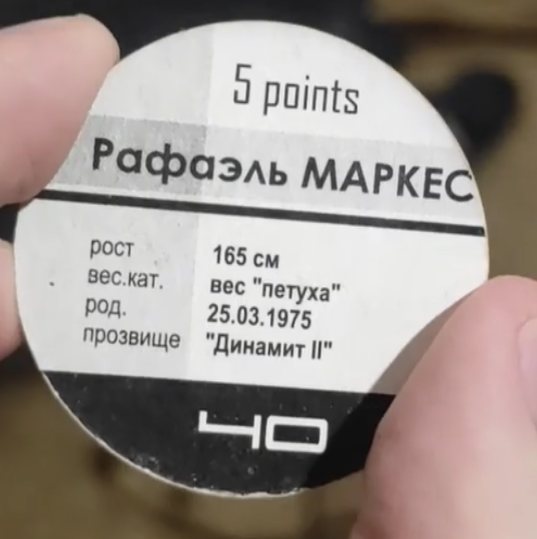 5 points
Рафаэль МАРКЕС
рост 165 см
вес.кат. вес "петуха"
род. 25.03.1975
прозвище "Динамит II"
40